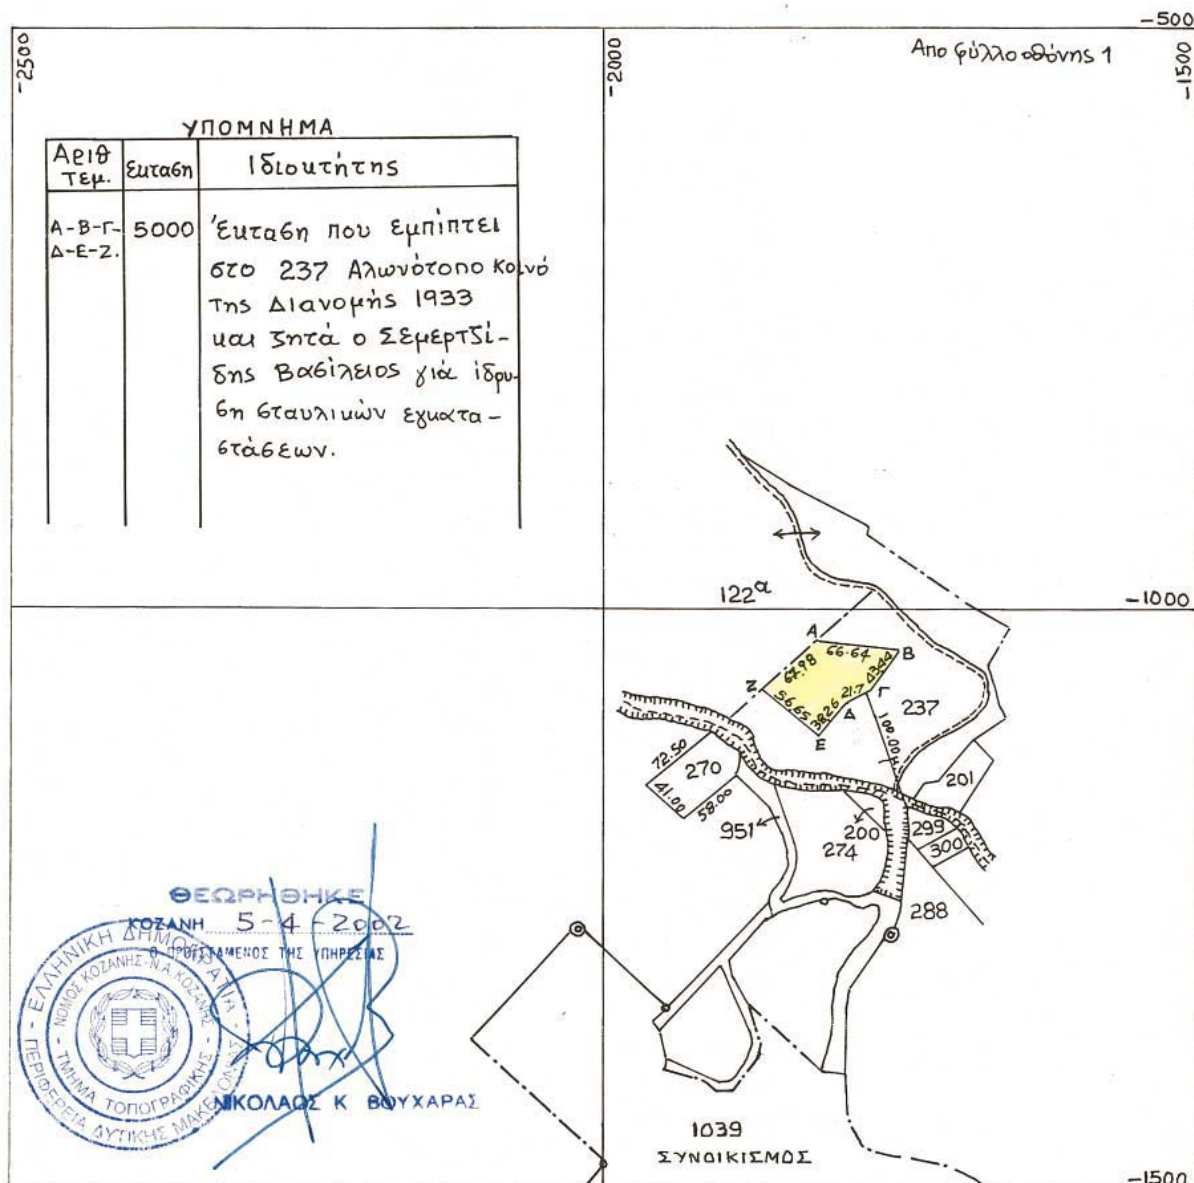 -500
-2500
-2000
-1500
Απο φύλλο οθόνης 1
ΥΠΟΜΝΗΜΑ
Αριθ Τεμ.
Εκταση
Ιδιοκτήτης
Α-Β-Γ-
Δ-Ε-Ζ.
5000
Έκταση που εμπίπτει
στο 237 Αλωνότοπο Κοινό
της Διανομής 1933
και ζητά ο Σεμερτζί-
δης Βασίλειος γιά ίδρυ-
ση σταυλικών εγκατα-
στάσεων.
122α
-1000
Α
66.64
Β
67.98
43.44
Ζ
21.7
Γ
56.65
38.26
Δ
237
Ε
100.00
72.50
270
201
41.00
58.00
951
200
299
274
300
288
ΘΕΩΡΗΘΗΚΕ
ΚΟΖΑΝΗ 5-4-2002
Ο ΠΡΟΪΣΤΑΜΕΝΟΣ ΤΗΣ ΥΠΗΡΕΣΙΑΣ
ΕΛΛΗΝΙΚΗ ΔΗΜΟΚΡΑΤΙΑ
ΠΕΡΙΦΕΡΕΙΑ ΔΥΤΙΚΗΣ ΜΑΚΕΔΟΝΙΑΣ
ΝΟΜΟΣ ΚΟΖΑΝΗΣ-Ν.Α.ΚΟΖΑΝΗΣ
ΤΜΗΜΑ ΤΟΠΟΓΡΑΦΙΚΗΣ
ΝΙΚΟΛΑΟΣ Κ ΒΟΥΧΑΡΑΣ
1039
ΣΥΝΟΙΚΙΣΜΟΣ
-1500